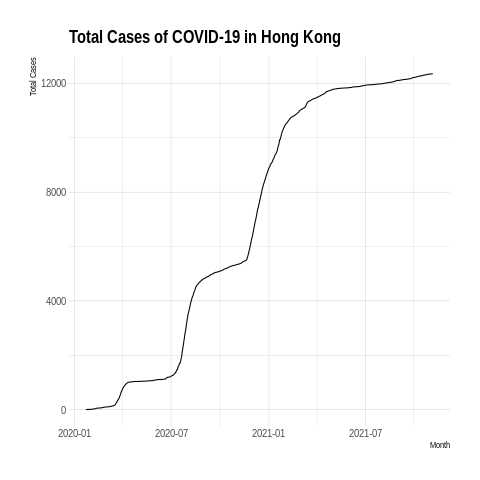 Total Cases of COVID-19 in Hong Kong
Total Cases
12000
8000
4000
0
2020-01 2020-07 2021-01 2021-07
Month